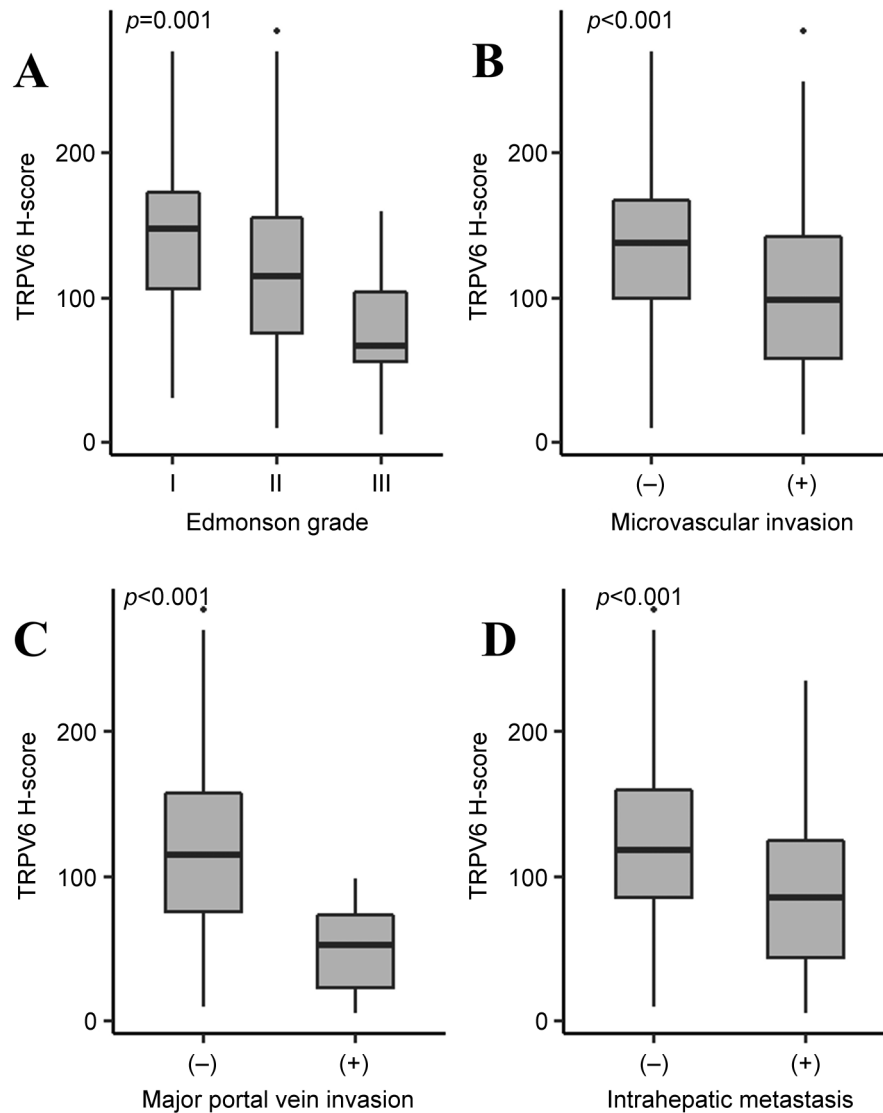 A
p=0.001
TRPV6 H-score
200
100
0
I II III
Edmonson grade
B
p<0.001
TRPV6 H-score
200
100
0
(–) (+)
Microvascular invasion
C
p<0.001
TRPV6 H-score
200
100
0
(–) (+)
Major portal vein invasion
D
p<0.001
TRPV6 H-score
200
100
0
(–) (+)
Intrahepatic metastasis